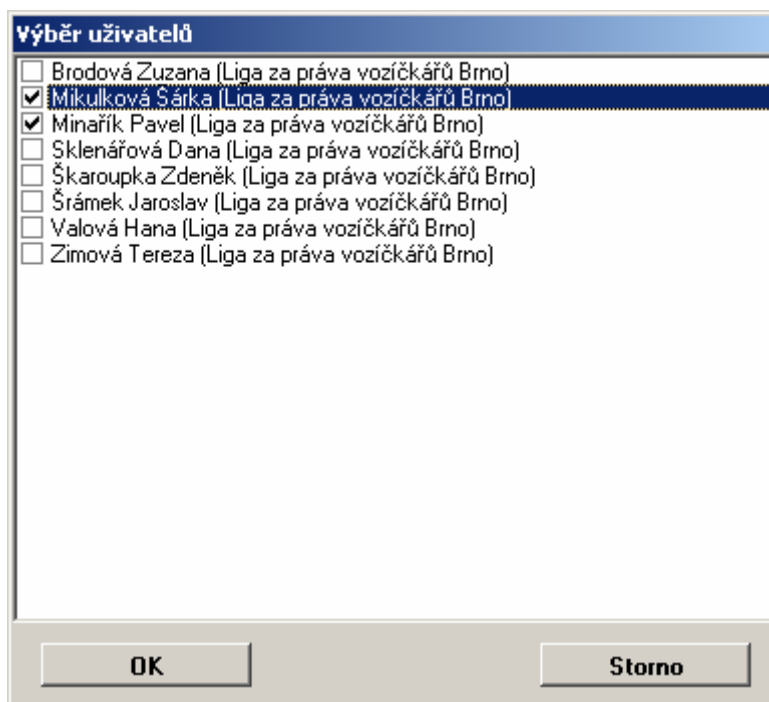 Výběr uživatelů
Brodová Zuzana (Liga za práva vozíčkářů Brno)
Mikulková Sárka (Liga za práva vozíčkářů Brno)
Minařík Pavel (Liga za práva vozíčkářů Brno)
Sklenářová Dana (Liga za práva vozíčkářů Brno)
Škaroupka Zdeněk (Liga za práva vozíčkářů Brno)
Šrámek Jaroslav (Liga za práva vozíčkářů Brno)
Valová Hana (Liga za práva vozíčkářů Brno)
Zimová Tereza (Liga za práva vozíčkářů Brno)
OK Storno